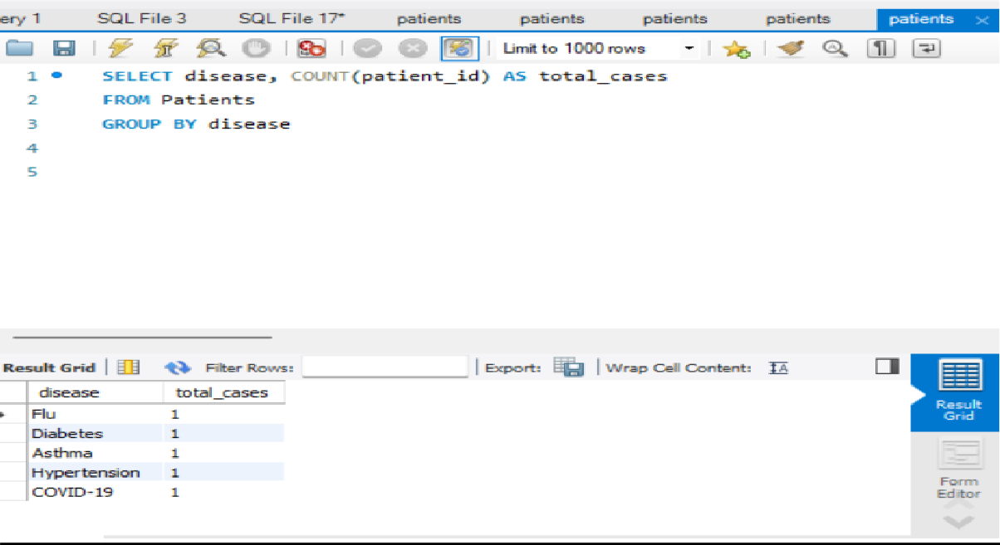 ery 1 SQL File 3 SQL File 17* patients patients patients patients patients
Limit to 1000 rows
1 SELECT disease, COUNT(patient_id) AS total_cases
2 FROM Patients
3 GROUP BY disease
4
5
Result Grid Filter Rows: Export: Wrap Cell Content: IA
disease total_cases
Flu 1
Diabetes 1
Asthma 1
Hypertension 1
COVID-19 1
Result
Grid
Form
Editor